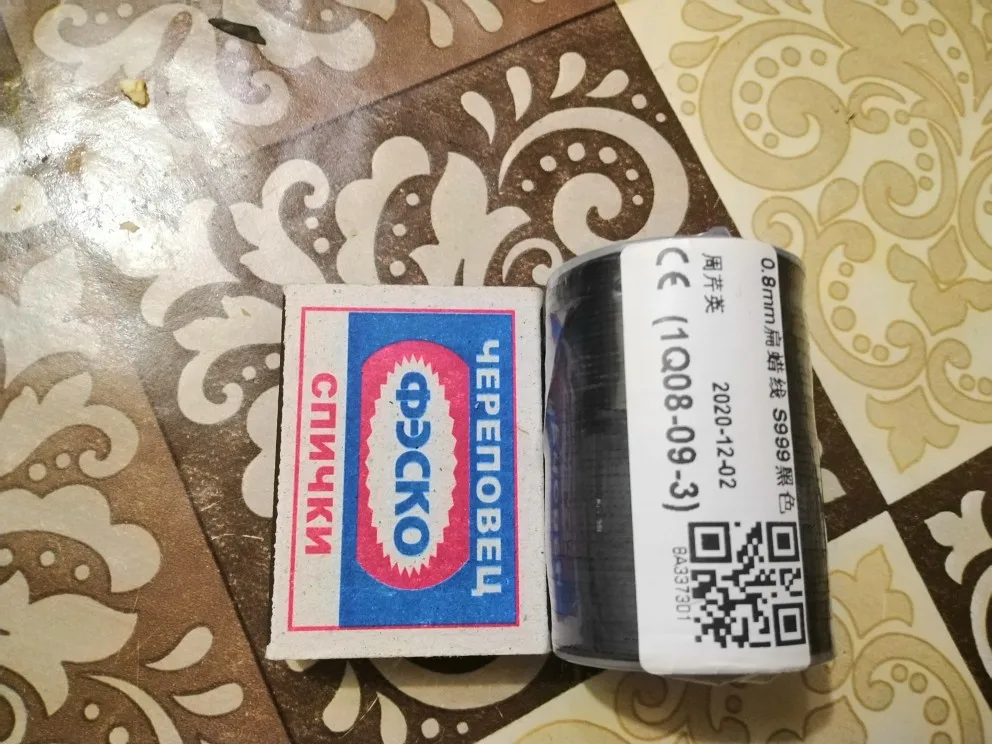 ЧЕРЕПОВЕЦ
ФЭСКО
СПИЧКИ
0.8mm扁蜡线 S999黑色
周芹英 2020-12-02
CE (1Q08-09-3)
8A337301